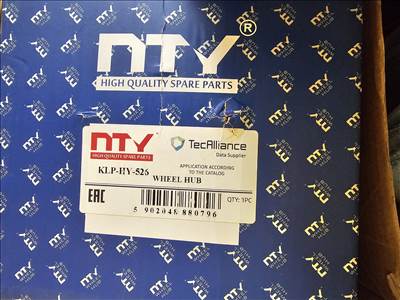 NTY®
HIGH QUALITY SPARE PARTS
NTY
HIGH QUALITY SPARE PARTS
TecAlliance
Data Supplier
KLP-HY-526
APPLICATION ACCORDING
TO THE CATALOG
WHEEL HUB
EAC
QTY: 1PC
5 902048 880796